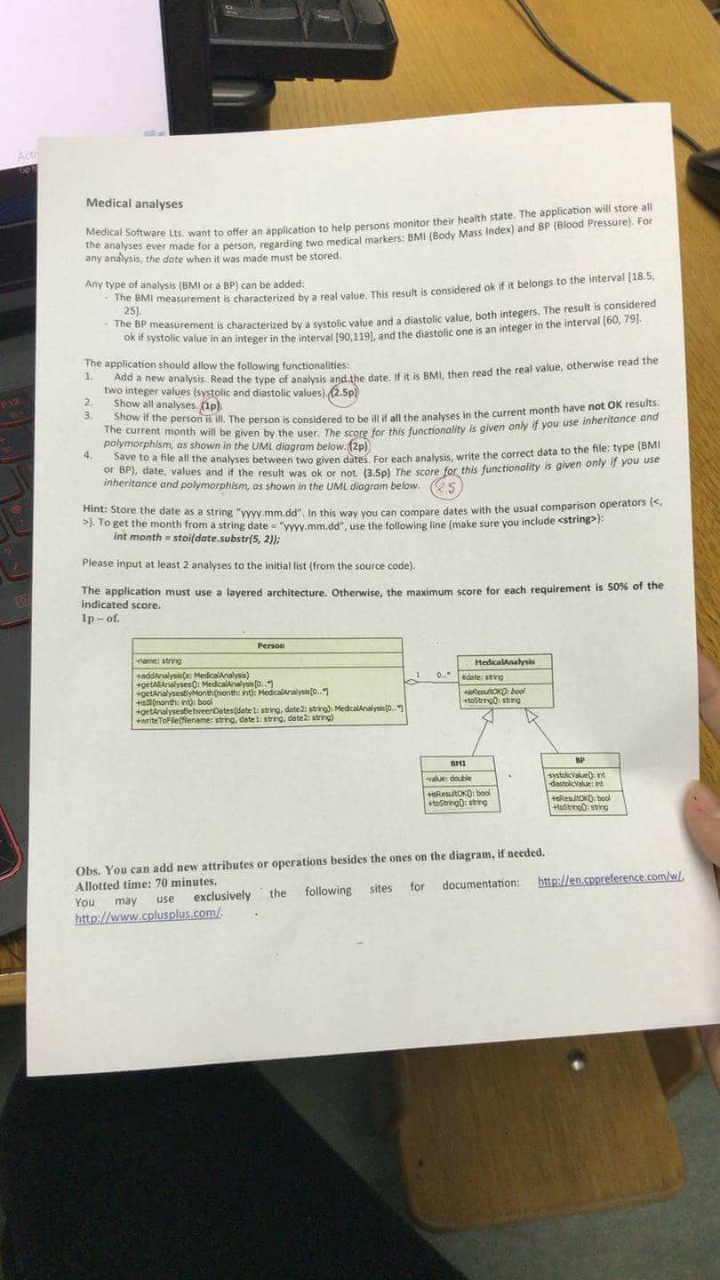 Medical analyses
Medical Software Lts. want to offer an application to help persons monitor their health state. The application will store all
the analyses ever made for a person, regarding two medical markers: BMI (Body Mass Index) and BP (Blood Pressure). For
any analysis, the date when it was made must be stored.
Any type of analysis (BMI or a BP) can be added:
- The BMI measurement is characterized by a real value. This result is considered ok if it belongs to the interval [18.5,
25].
- The BP measurement is characterized by a systolic value and a diastolic value, both integers. The result is considered
ok if systolic value in an integer in the interval [90,119], and the diastolic one is an integer in the interval [60, 79].
The application should allow the following functionalities:
1. Add a new analysis. Read the type of analysis and the date. If it is BMI, then read the real value, otherwise read the
two integer values (systolic and diastolic values). (2.5p)
2. Show all analyses. (1p)
3. Show if the person is ill. The person is considered to be ill if all the analyses in the current month have not OK results.
The current month will be given by the user. The score for this functionality is given only if you use inheritance and
polymorphism, as shown in the UML diagram below. (2p)
4. Save to a file all the analyses between two given dates. For each analysis, write the correct data to the file: type (BMI
or BP), date, values and if the result was ok or not. (3.5p) The score for this functionality is given only if you use
inheritance and polymorphism, as shown in the UML diagram below. 2.5
Hint: Store the date as a string "yyyy.mm.dd". In this way you can compare dates with the usual comparison operators (<,
>). To get the month from a string date = "yyyy.mm.dd", use the following line (make sure you include <string>):
int month = stoi(date.substr(5, 2));
Please input at least 2 analyses to the initial list (from the source code).
The application must use a layered architecture. Otherwise, the maximum score for each requirement is 50% of the
indicated score.
1p – of.
Person
-name: string
+addAnalysis(a: MedicalAnalysis)
+getAllAnalyses(): MedicalAnalysis[0..*]
+getAnalysesByMonth(month: int): MedicalAnalysis[0..*]
+isIll(month: int): bool
+getAnalysesBetweenDates(date1: string, date2: string): MedicalAnalysis[0..*]
+writeToFile(filename: string, date1: string, date2: string)
1 0..*
MedicalAnalysis
#date: string
+isResultOK(): bool
+toString(): string
BMI
-value: double
+isResultOK(): bool
+toString(): string
BP
-systolicValue(): int
-diastolicValue: int
+isResultOK(): bool
+toString(): string
Obs. You can add new attributes or operations besides the ones on the diagram, if needed.
Allotted time: 70 minutes.
You may use exclusively the following sites for documentation: http://en.cppreference.com/w/,
http://www.cplusplus.com/.